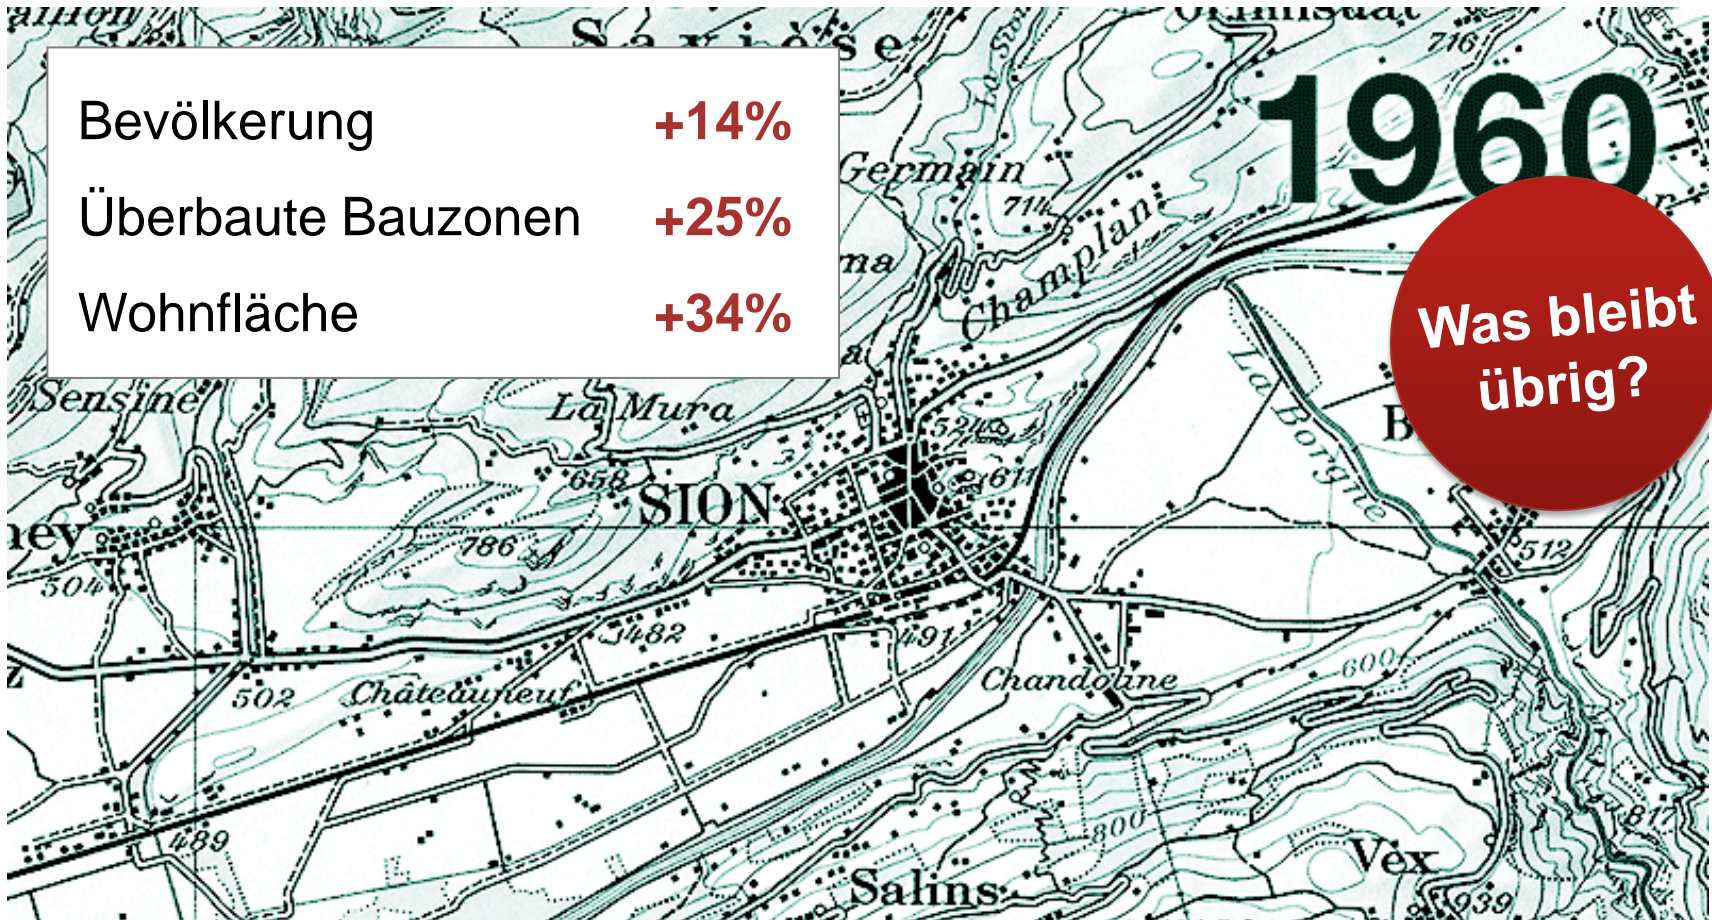 Savièse
716
1960
Bevölkerung +14%
Überbaute Bauzonen +25%
Wohnfläche +34%
Germain
714
Champlan
Was bleibt
übrig?
La Borgne
Sensine
La Mura
524
658
SION
611
786
512
504
482
491
600
502
Châteauneuf
Chandoline
489
800
817
Vex
Salins
939